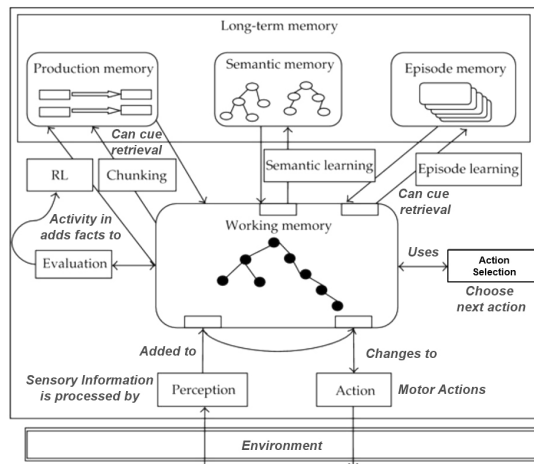 Long-term memory
Production memory
Semantic memory
Episode memory
Can cue
retrieval
RL
Chunking
Semantic learning
Episode learning
Can cue
retrieval
Activity in
adds facts to
Working memory
Evaluation
Uses
Action
Selection
Choose
next action
Added to
Changes to
Sensory Information
is processed by
Perception
Action
Motor Actions
Environment